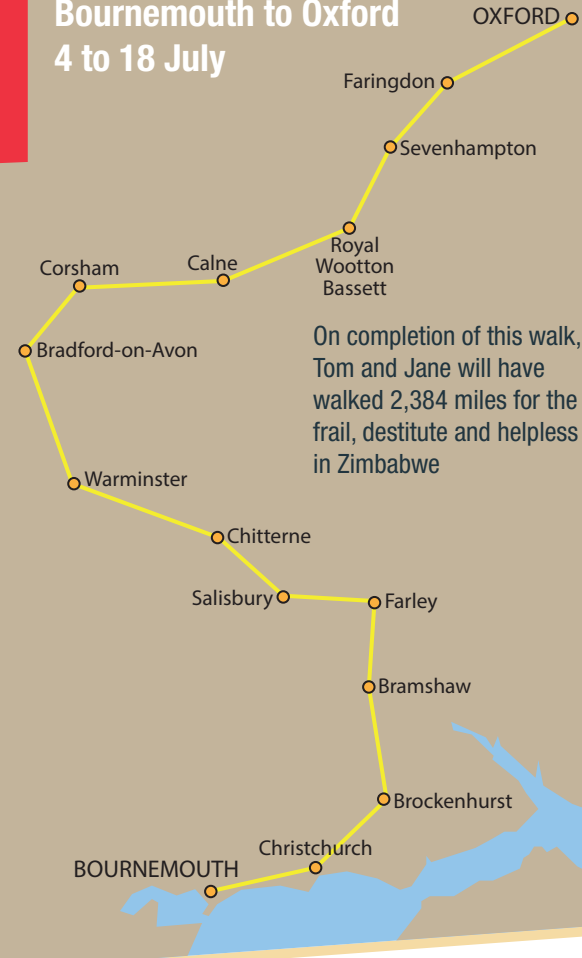 Bournemouth to Oxford
4 to 18 July
OXFORD
Faringdon
Sevenhampton
Royal
Wootton
Bassett
Calne
Corsham
Bradford-on-Avon
On completion of this walk,
Tom and Jane will have
walked 2,384 miles for the
frail, destitute and helpless
in Zimbabwe
Warminster
Chitterne
Salisbury
Farley
Bramshaw
Brockenhurst
Christchurch
BOURNEMOUTH